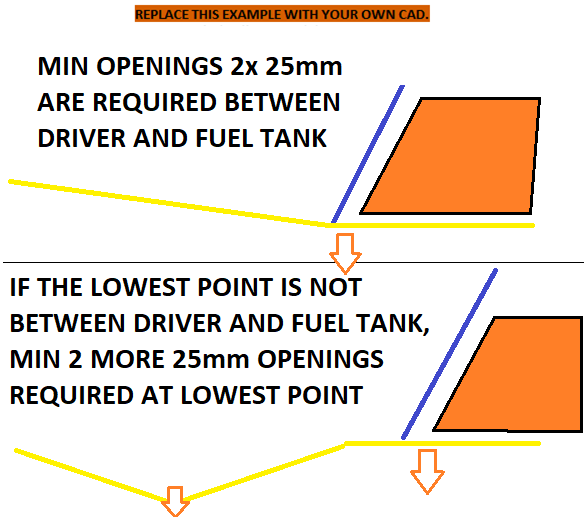 REPLACE THIS EXAMPLE WITH YOUR OWN CAD.
MIN OPENINGS 2x 25mm
ARE REQUIRED BETWEEN
DRIVER AND FUEL TANK
IF THE LOWEST POINT IS NOT
BETWEEN DRIVER AND FUEL TANK,
MIN 2 MORE 25mm OPENINGS
REQUIRED AT LOWEST POINT